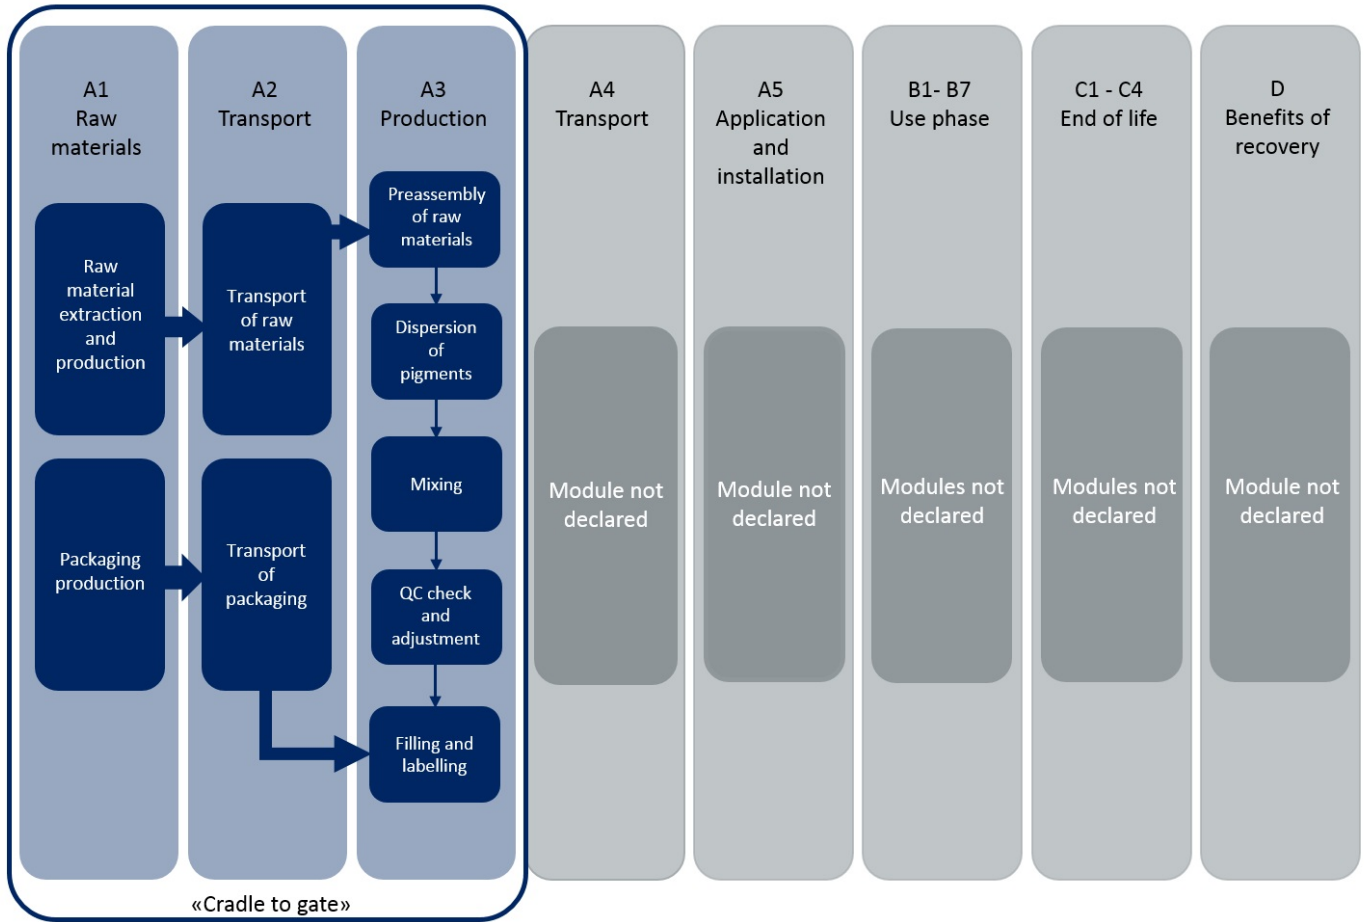 A1
Raw
materials
A2
Transport
A3
Production
A4
Transport
A5
Application
and
installation
B1- B7
Use phase
C1 - C4
End of life
D
Benefits of
recovery
Raw
material
extraction
and
production
Transport
of raw
materials
Preassembly
of raw
materials
Dispersion
of
pigments
Mixing
QC check
and
adjustment
Filling and
labelling
Packaging
production
Transport
of
packaging
Module not
declared
Module not
declared
Modules not
declared
Modules not
declared
Module not
declared
«Cradle to gate»